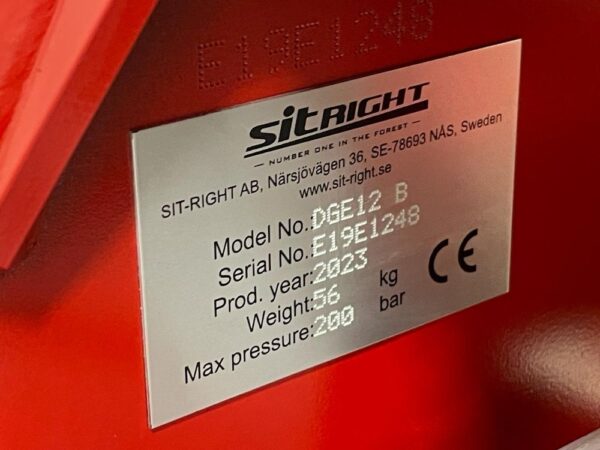 E19E1248
SitRIGHT
– NUMBER ONE IN THE FOREST –
SIT-RIGHT AB, Närsjövägen 36, SE-78693 NÅS, Sweden
www.sit-right.se
Model No.:DGE12 B
Serial No.:E19E1248
Prod. year:2023
Weight:56 kg
Max pressure:200 bar
CE